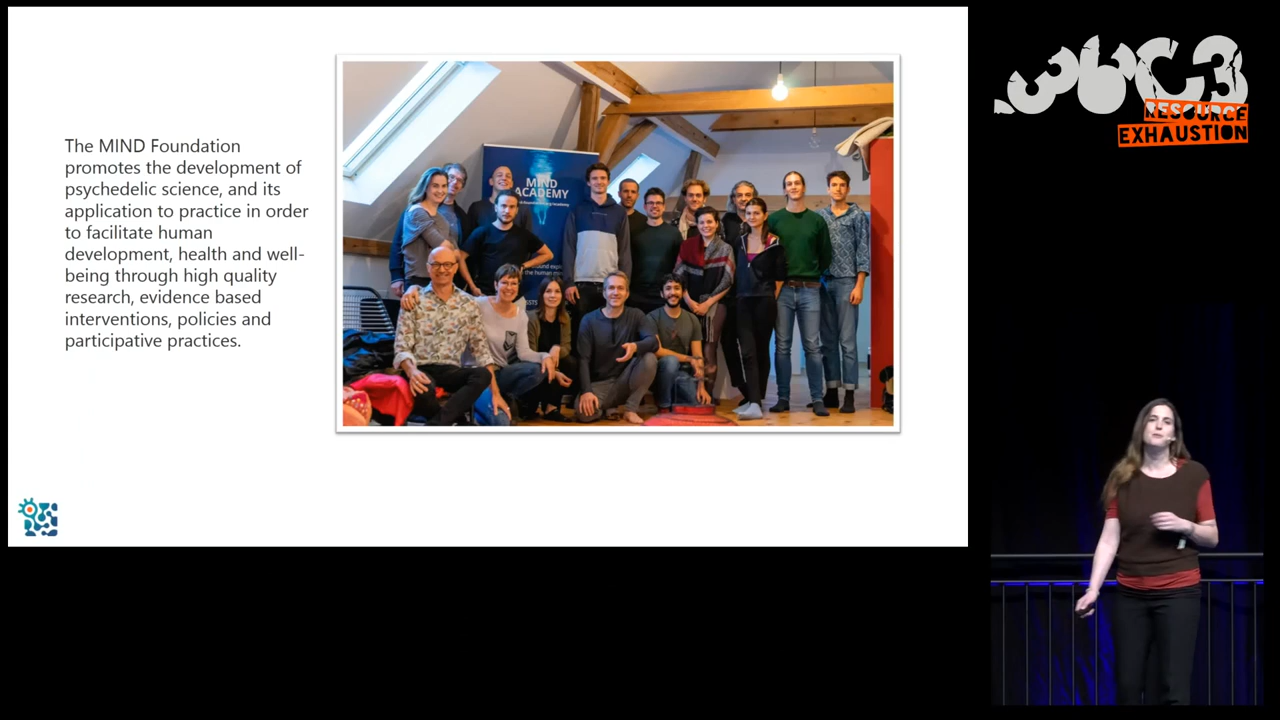 The MIND Foundation
promotes the development of
psychedelic science, and its
application to practice in order
to facilitate human
development, health and well-
being through high quality
research, evidence based
interventions, policies and
participative practices.
MIND
ACADEMY
36C3
RESOURCE
EXHAUSTION